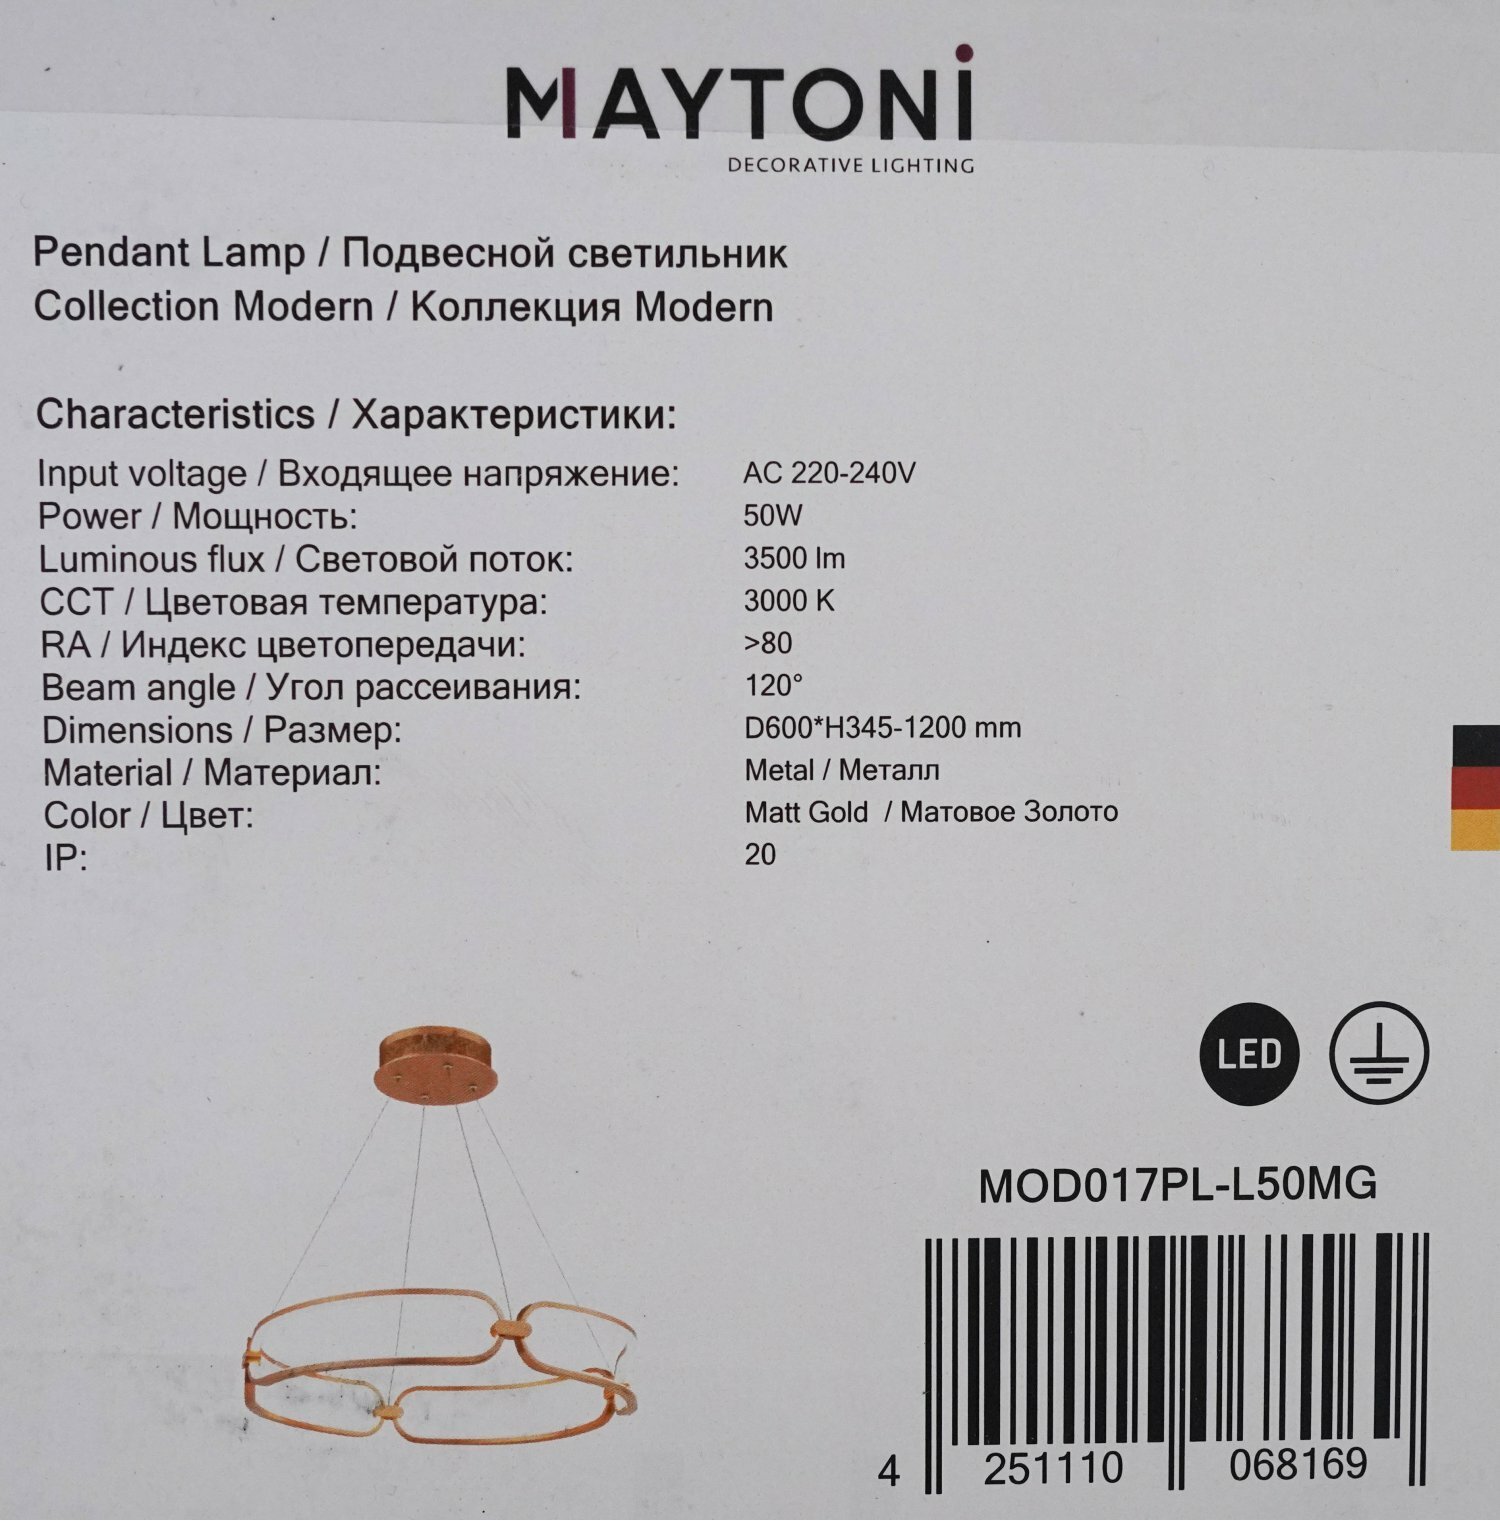 MAYTONi
DECORATIVE LIGHTING
Pendant Lamp / Подвесной светильник
Collection Modern / Коллекция Modern
Characteristics / Характеристики:
Input voltage / Входящее напряжение: AC 220-240V
Power / Мощность: 50W
Luminous flux / Световой поток: 3500 lm
CCT / Цветовая температура: 3000 K
RA / Индекс цветопередачи: >80
Beam angle / Угол рассеивания: 120°
Dimensions / Размер: D600*H345-1200 mm
Material / Материал: Metal / Металл
Color / Цвет: Matt Gold / Матовое Золото
IP: 20
LED
MOD017PL-L50MG
4 251110 068169